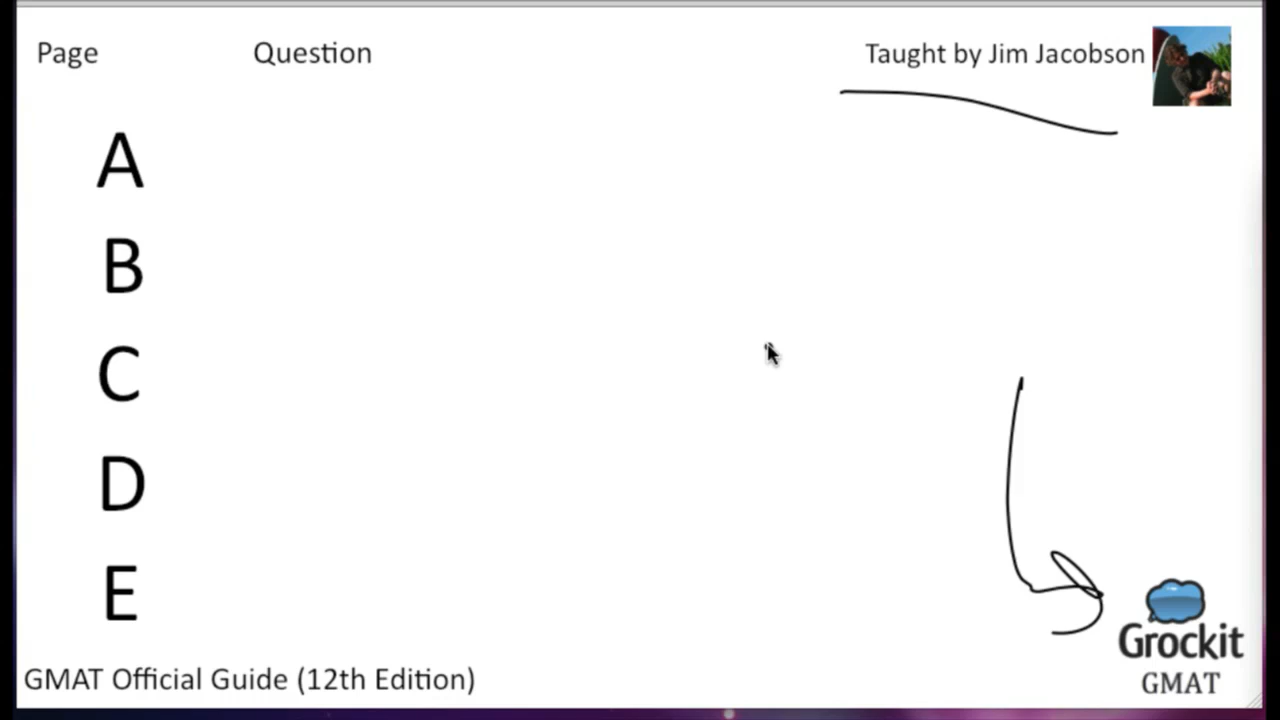 Page Question Taught by Jim Jacobson
A
B
C
D
E
Grockit
GMAT
GMAT Official Guide (12th Edition)